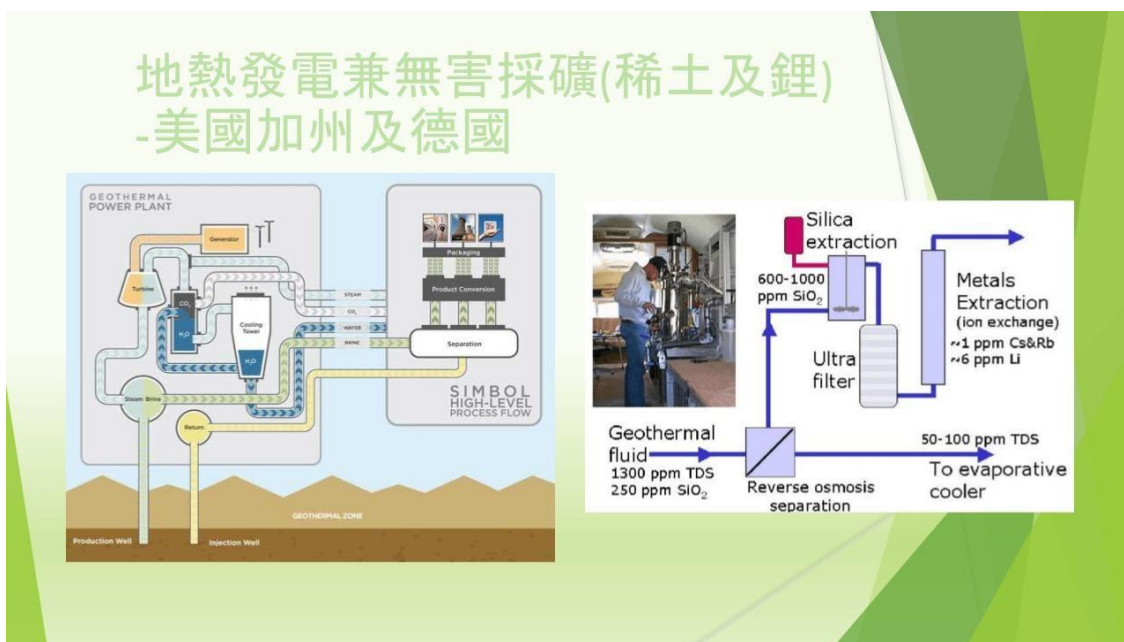 地熱發電兼無害採礦(稀土及鋰)
-美國加州及德國
GEOTHERMAL
POWER PLANT
Generator
Turbine
CO₂
H₂O
Cooling
Tower
H₂O
Steam Brine
Return
STEAM
CO₂
WATER
BRINE
Zn
Packaging
Product Conversion
Separation
SIMBOL
HIGH-LEVEL
PROCESS FLOW
GEOTHERMAL ZONE
Production Well
Injection Well
Silica
extraction
600-1000
ppm SiO₂
Metals
Extraction
(ion exchange)
~1 ppm Cs&Rb
~6 ppm Li
Ultra
filter
Geothermal
fluid
1300 ppm TDS
250 ppm SiO₂
Reverse osmosis
separation
50-100 ppm TDS
To evaporative
cooler